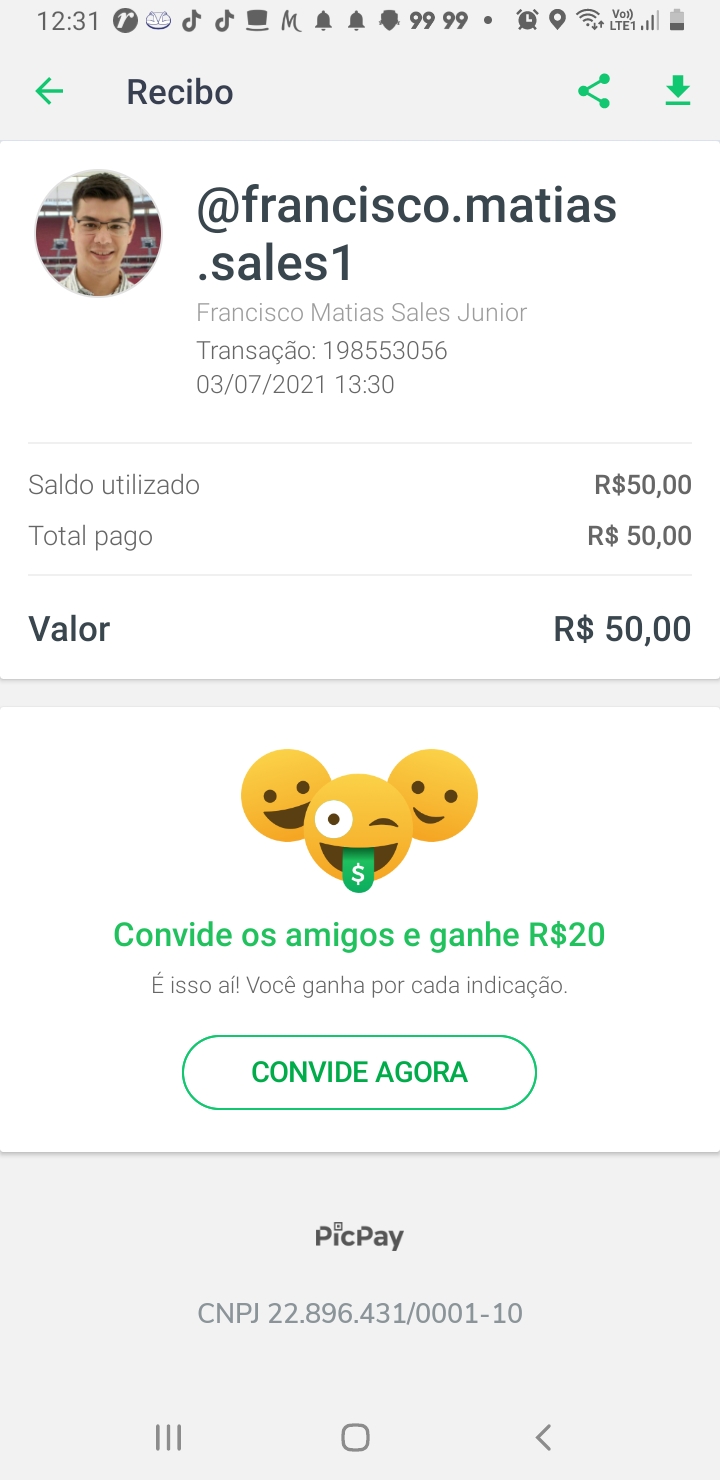 12:31
99 99
Vo))
LTE1
Recibo
@francisco.matias
.sales1
Francisco Matias Sales Junior
Transação: 198553056
03/07/2021 13:30
Saldo utilizado R$50,00
Total pago R$ 50,00
Valor R$ 50,00
$
Convide os amigos e ganhe R$20
É isso aí! Você ganha por cada indicação.
CONVIDE AGORA
PicPay
CNPJ 22.896.431/0001-10